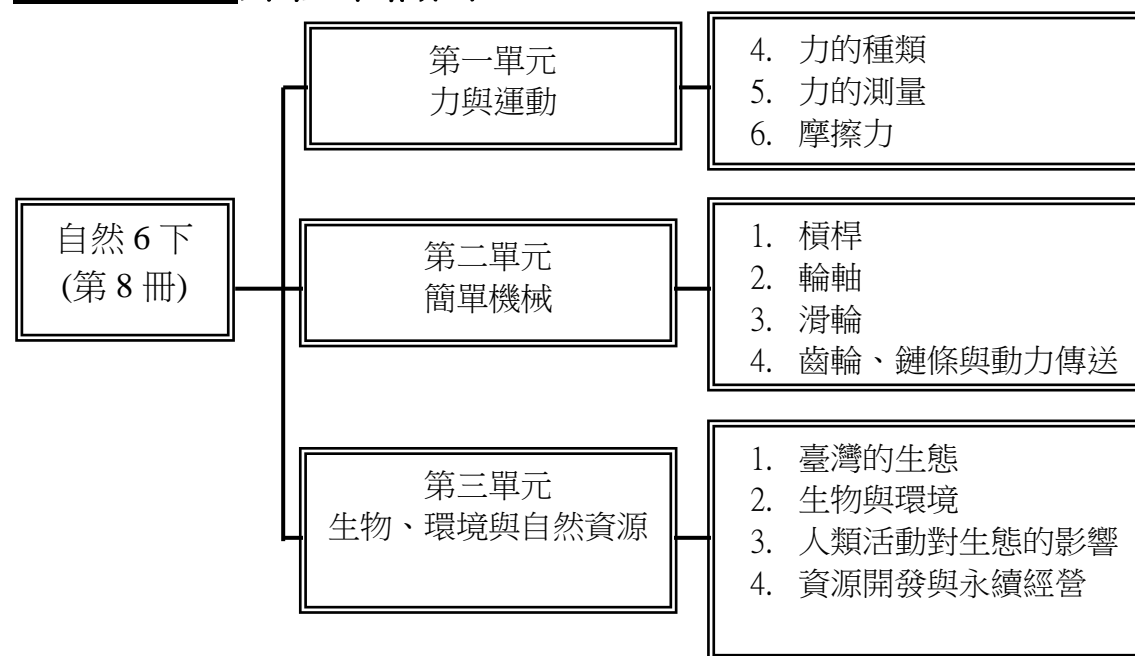 第一單元
力與運動
4. 力的種類
5. 力的測量
6. 摩擦力
自然 6 下
(第 8 冊)
第二單元
簡單機械
1. 槓桿
2. 輪軸
3. 滑輪
4. 齒輪、鏈條與動力傳送
第三單元
生物、環境與自然資源
1. 臺灣的生態
2. 生物與環境
3. 人類活動對生態的影響
4. 資源開發與永續經營